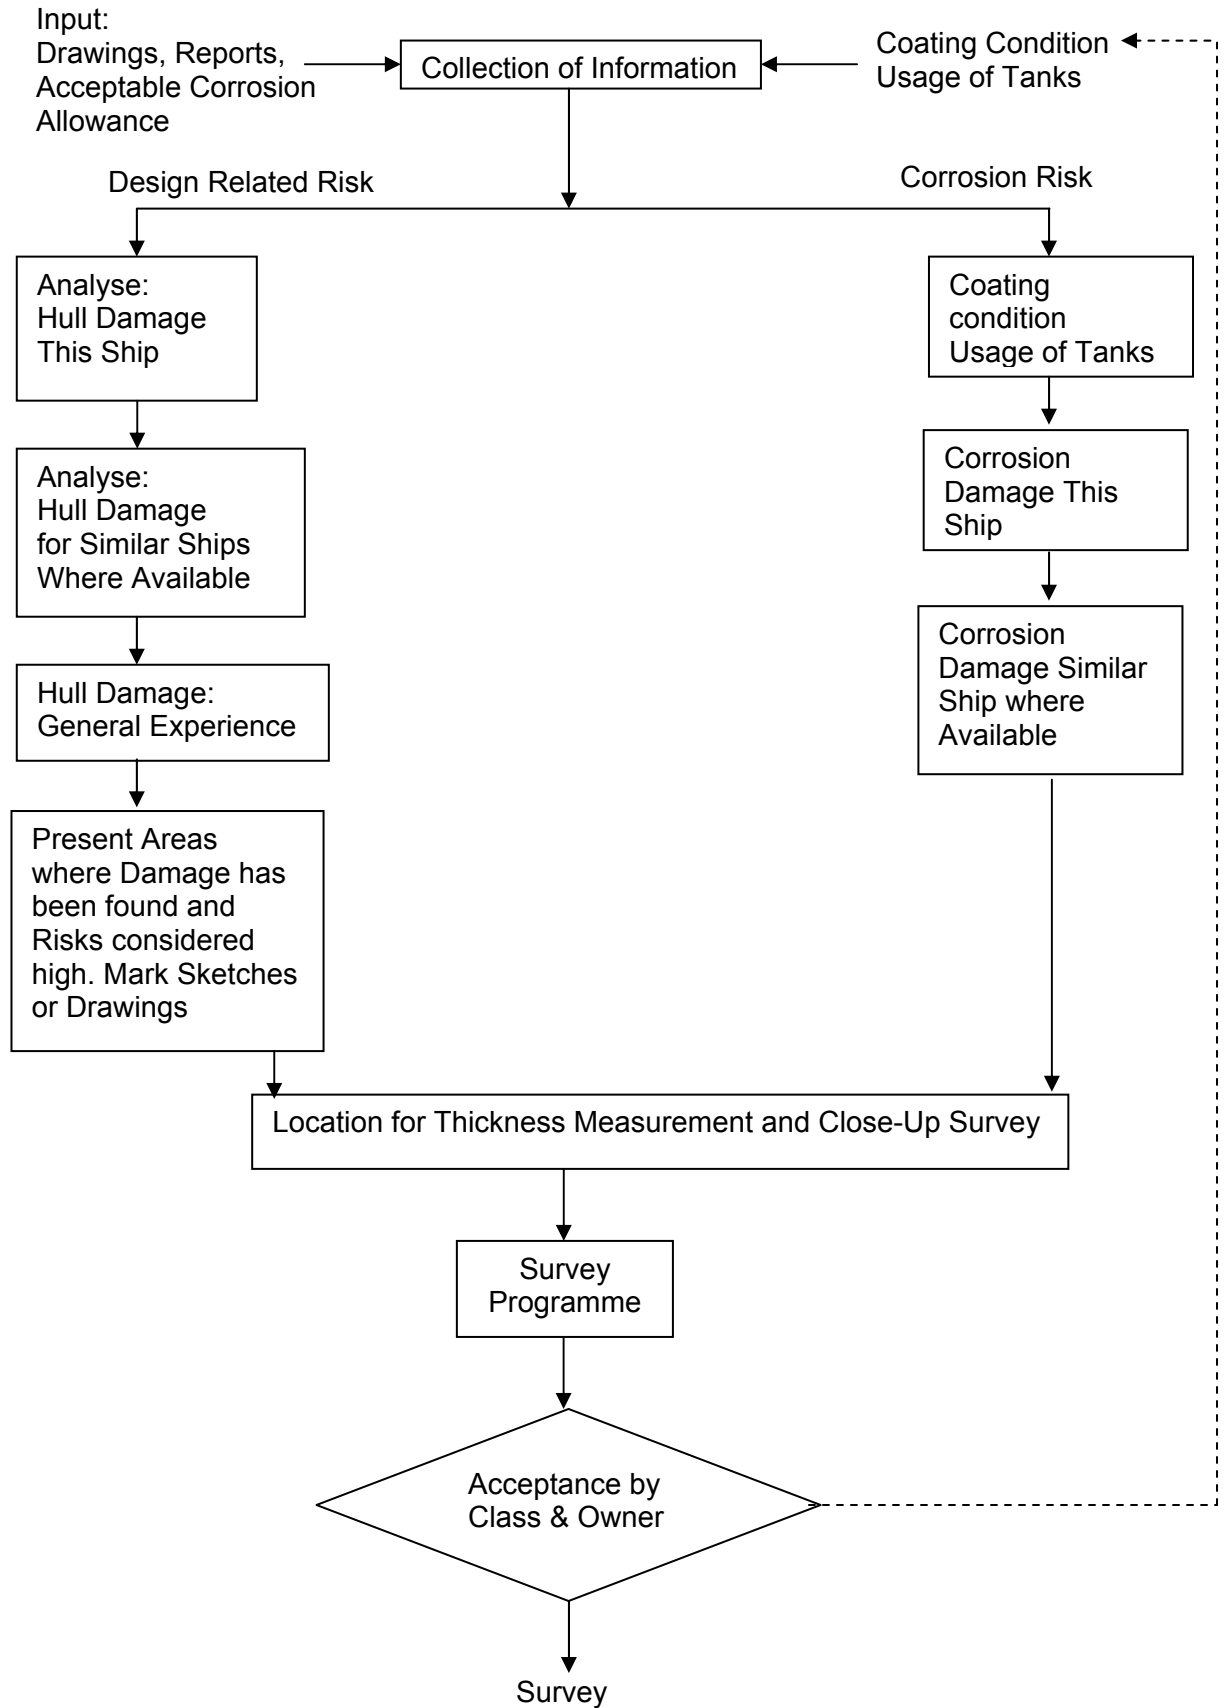 Input:
Drawings, Reports,
Acceptable Corrosion
Allowance
Collection of Information
Coating Condition
Usage of Tanks
Design Related Risk
Corrosion Risk
Analyse:
Hull Damage
This Ship
Analyse:
Hull Damage
for Similar Ships
Where Available
Hull Damage:
General Experience
Present Areas
where Damage has
been found and
Risks considered
high. Mark Sketches
or Drawings
Coating
condition
Usage of Tanks
Corrosion
Damage This
Ship
Corrosion
Damage Similar
Ship where
Available
Location for Thickness Measurement and Close-Up Survey
Survey
Programme
Acceptance by
Class & Owner
Survey